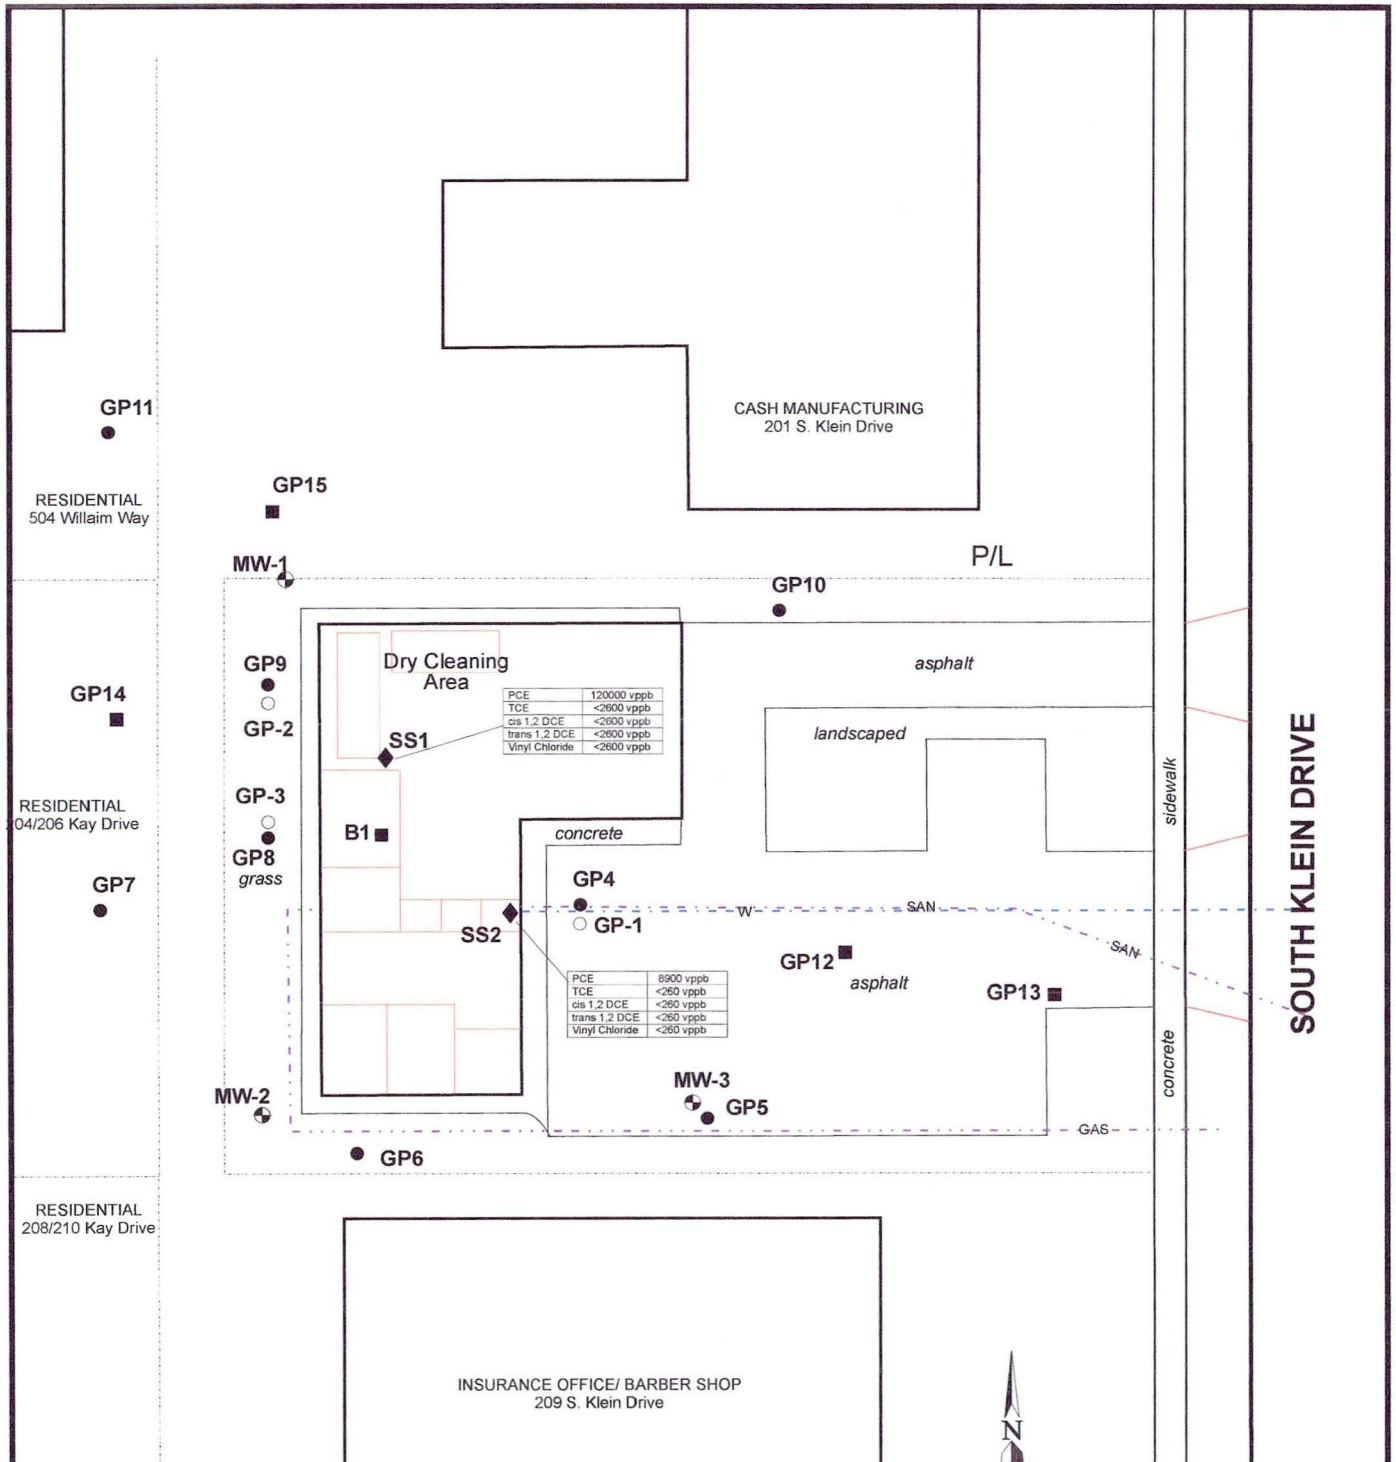 GP11
CASH MANUFACTURING
201 S. Klein Drive
RESIDENTIAL
504 Willaim Way
GP15
MW-1
P/L
GP10
GP9
Dry Cleaning
Area
asphalt
GP14
PCE 120000 vppb
TCE <2600 vppb
cis 1,2 DCE <2600 vppb
trans 1,2 DCE <2600 vppb
Vinyl Chloride <2600 vppb
GP-2
SS1
landscaped
SOUTH KLEIN DRIVE
sidewalk
GP-3
RESIDENTIAL
04/206 Kay Drive
B1
concrete
GP8
grass
GP7
GP4
W
SAN
GP-1
SS2
SAN
GP12
asphalt
GP13
PCE 8900 vppb
TCE <260 vppb
cis 1,2 DCE <260 vppb
trans 1,2 DCE <260 vppb
Vinyl Chloride <260 vppb
concrete
MW-2
MW-3
GP5
GAS
GP6
RESIDENTIAL
208/210 Kay Drive
INSURANCE OFFICE/ BARBER SHOP
209 S. Klein Drive
N